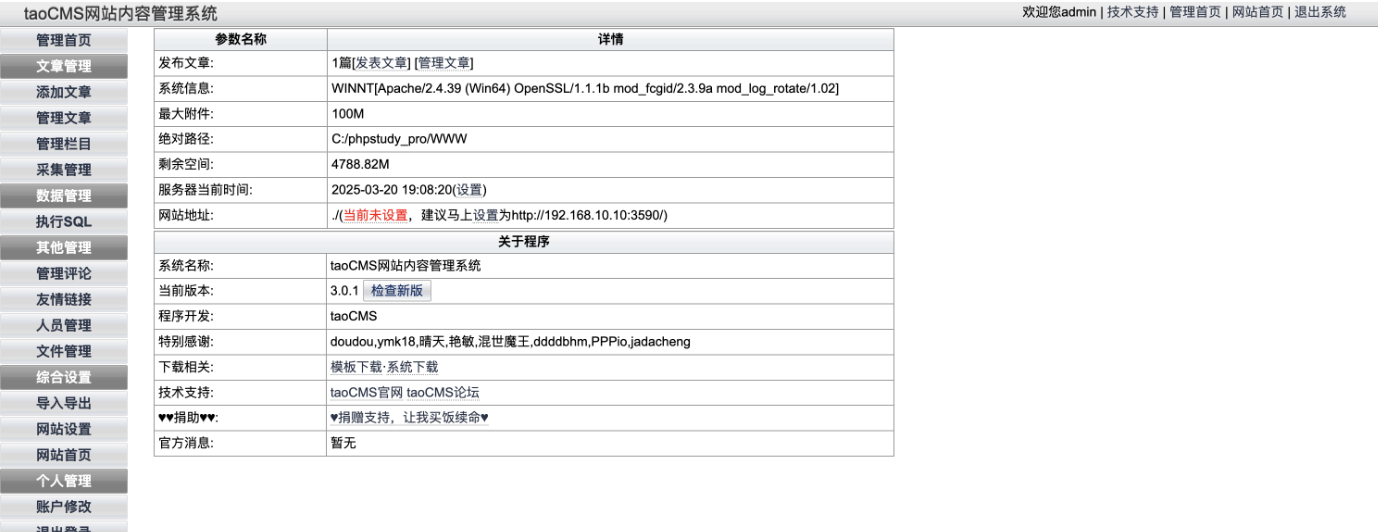 taoCMS网站内容管理系统
欢迎您admin | 技术支持 | 管理首页 | 网站首页 | 退出系统
管理首页
文章管理
添加文章
管理文章
管理栏目
采集管理
数据管理
执行SQL
其他管理
管理评论
友情链接
人员管理
文件管理
综合设置
导入导出
网站设置
网站首页
个人管理
账户修改
退出登录
参数名称 详情
发布文章: 1篇[发表文章] [管理文章]
系统信息: WINNT[Apache/2.4.39 (Win64) OpenSSL/1.1.1b mod_fcgid/2.3.9a mod_log_rotate/1.02]
最大附件: 100M
绝对路径: C:/phpstudy_pro/WWW
剩余空间: 4788.82M
服务器当前时间: 2025-03-20 19:08:20(设置)
网站地址: ./(当前未设置，建议马上设置为http://192.168.10.10:3590/)
关于程序
系统名称: taoCMS网站内容管理系统
当前版本: 3.0.1 检查新版
程序开发: taoCMS
特别感谢: doudou,ymk18,晴天,艳敏,混世魔王,ddddbhm,PPPio,jadacheng
下载相关: 模板下载·系统下载
技术支持: taoCMS官网 taoCMS论坛
♥♥捐助♥♥: ♥捐赠支持，让我买饭续命♥
官方消息: 暂无